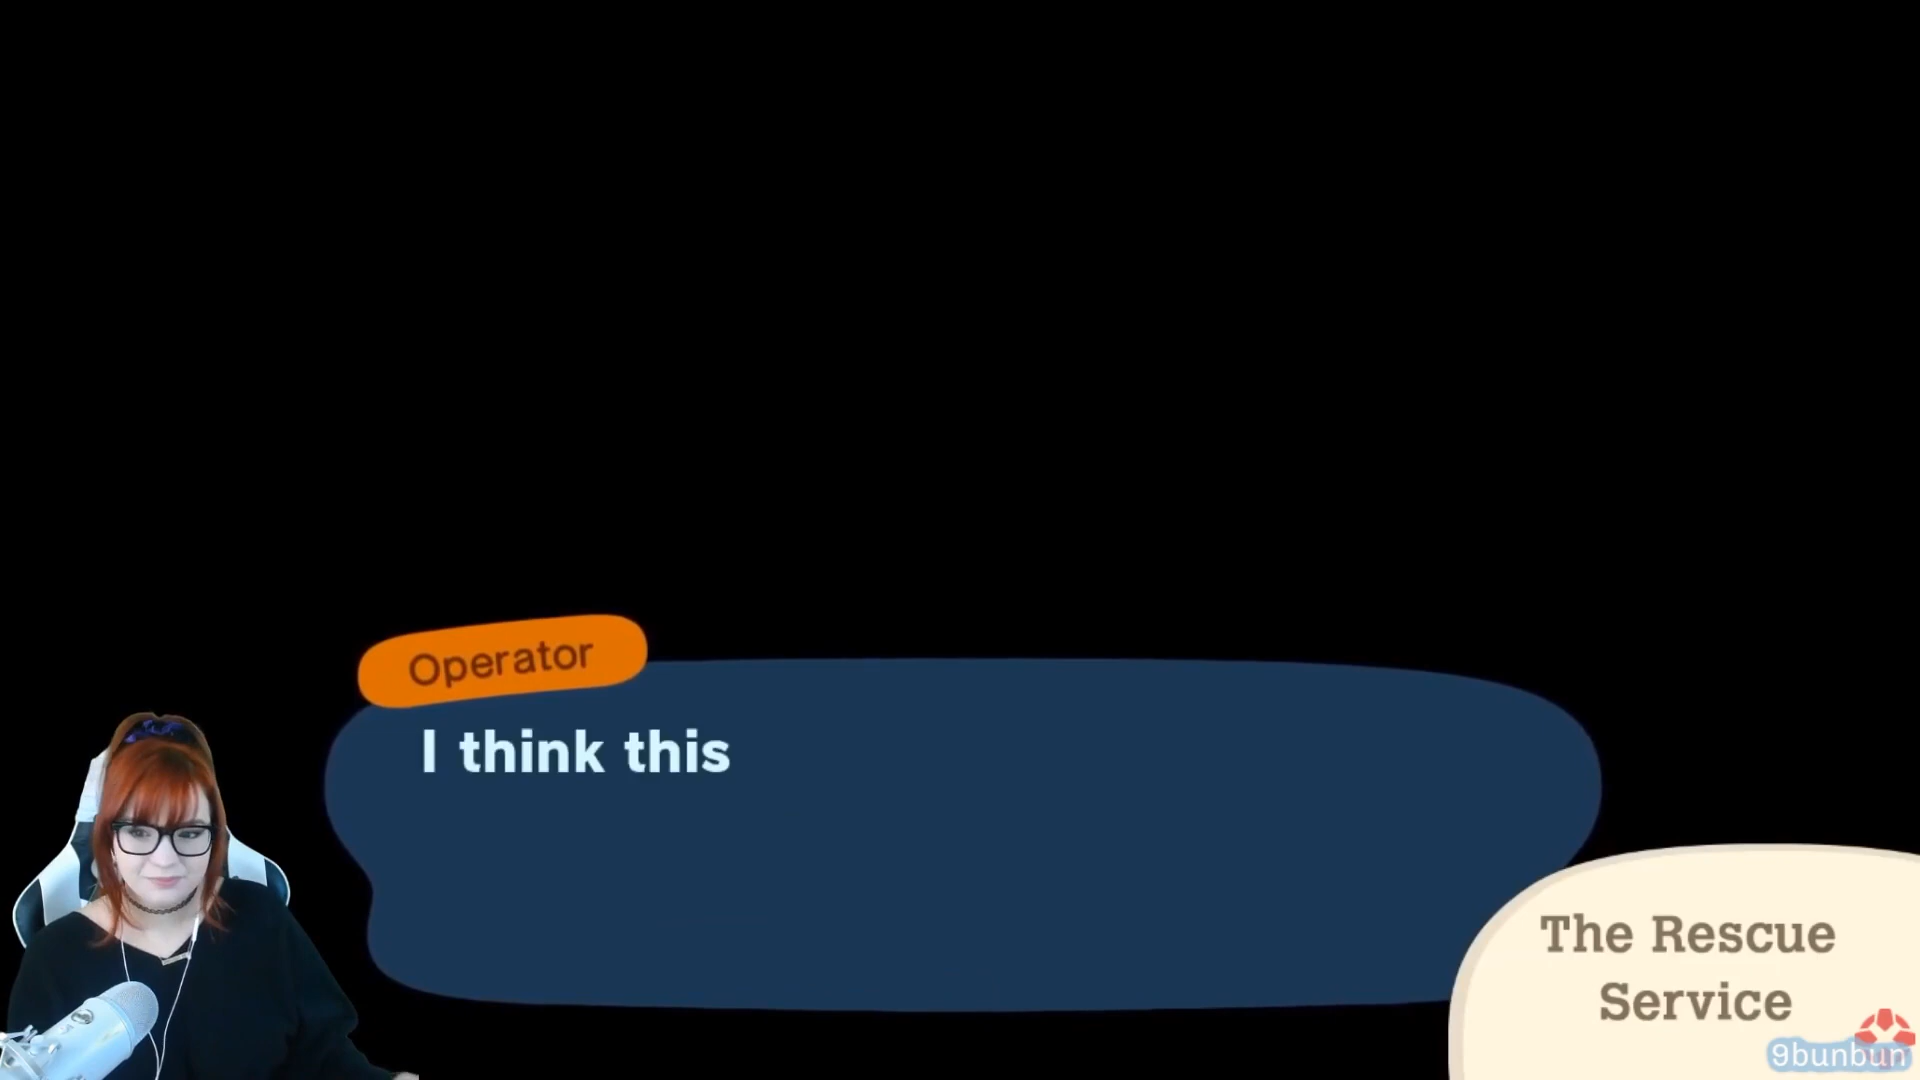 Operator
I think this
The Rescue
Service
9bunbun